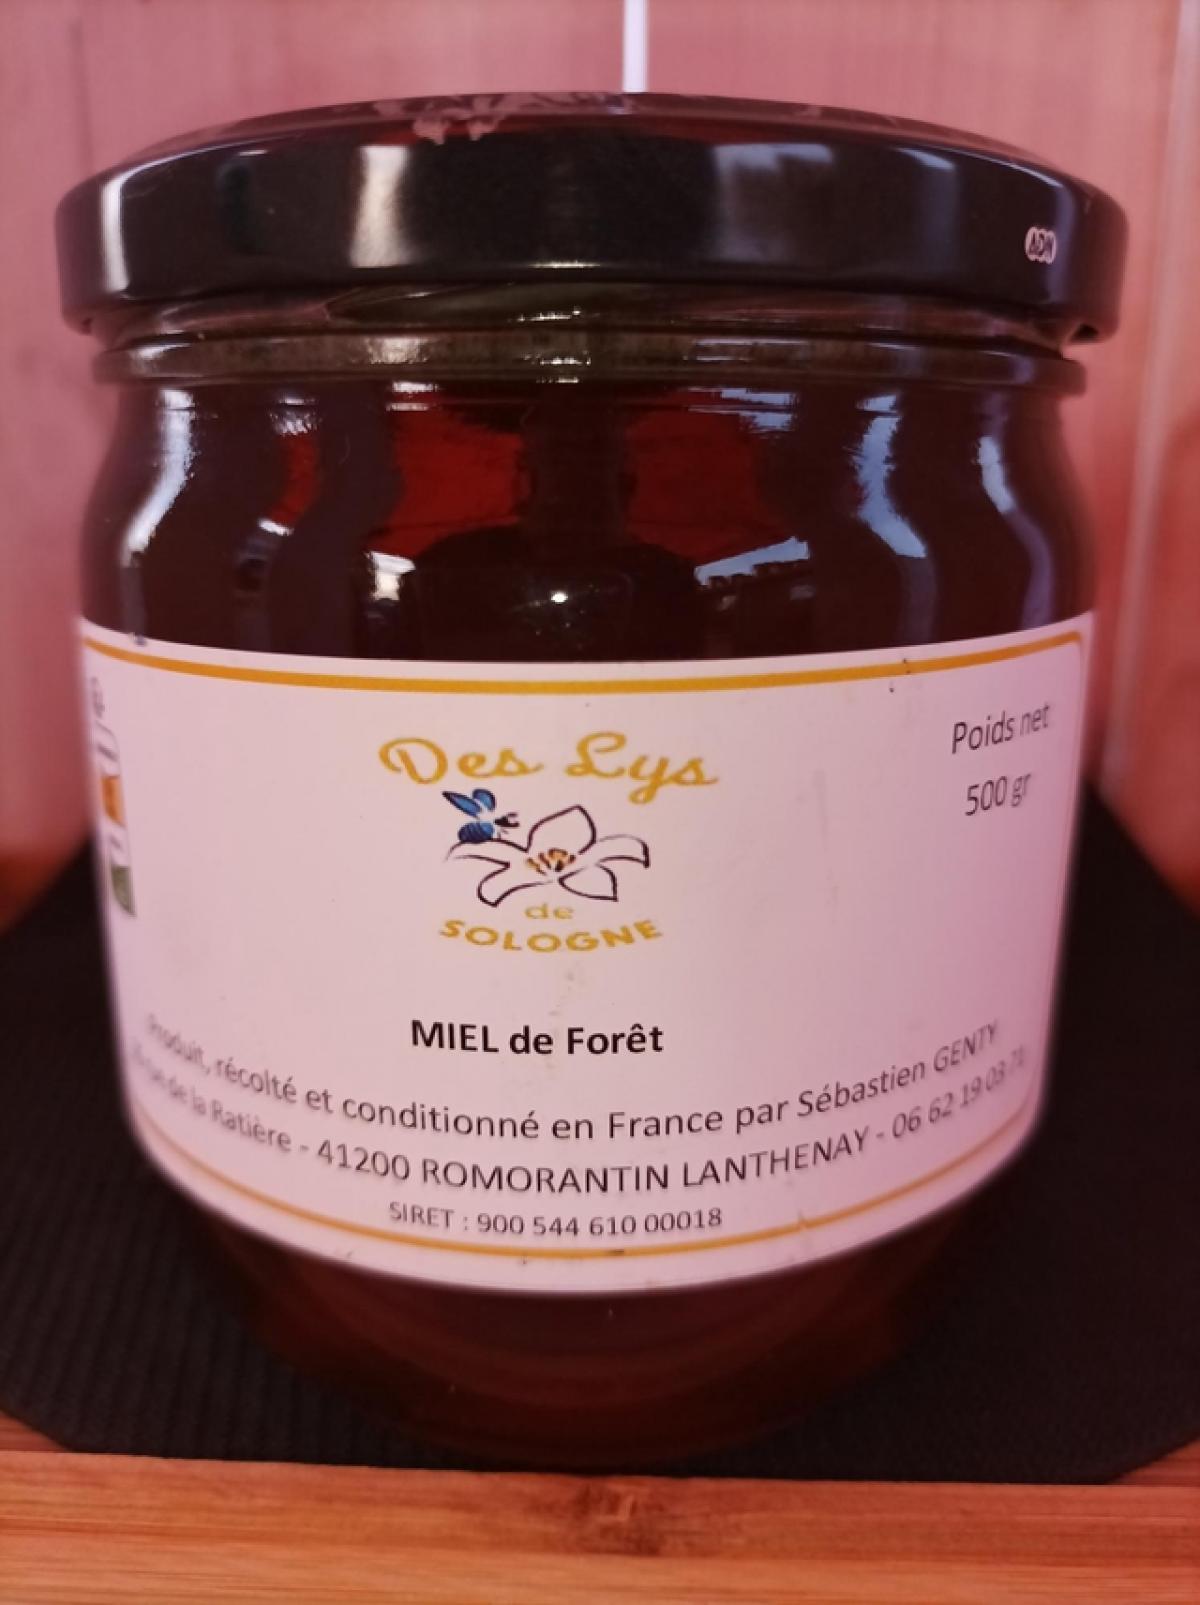 Des Lys
de
SOLOGNE
Poids net
500 gr
MIEL de Forêt
Produit, récolté et conditionné en France par Sébastien GENTY
de la Ratière - 41200 ROMORANTIN LANTHENAY - 06 62 19 03 71
SIRET : 900 544 610 00018